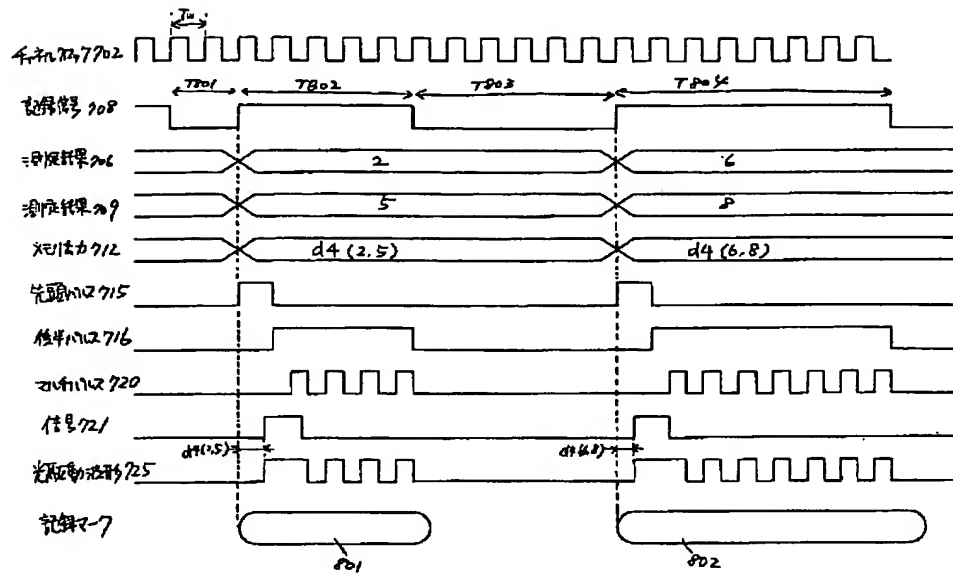 Tw
チャネルクロック702
T801 T802 T803 T804
記録信号708
測定結果706 2 6
測定結果709 5 8
メモリ出力712 d4(2,5) d4(6,8)
先頭パルス715
後半パルス716
マルチパルス720
信号721
d4(2,5) d4(6,8)
光駆動波形725
記録マーク
801 802